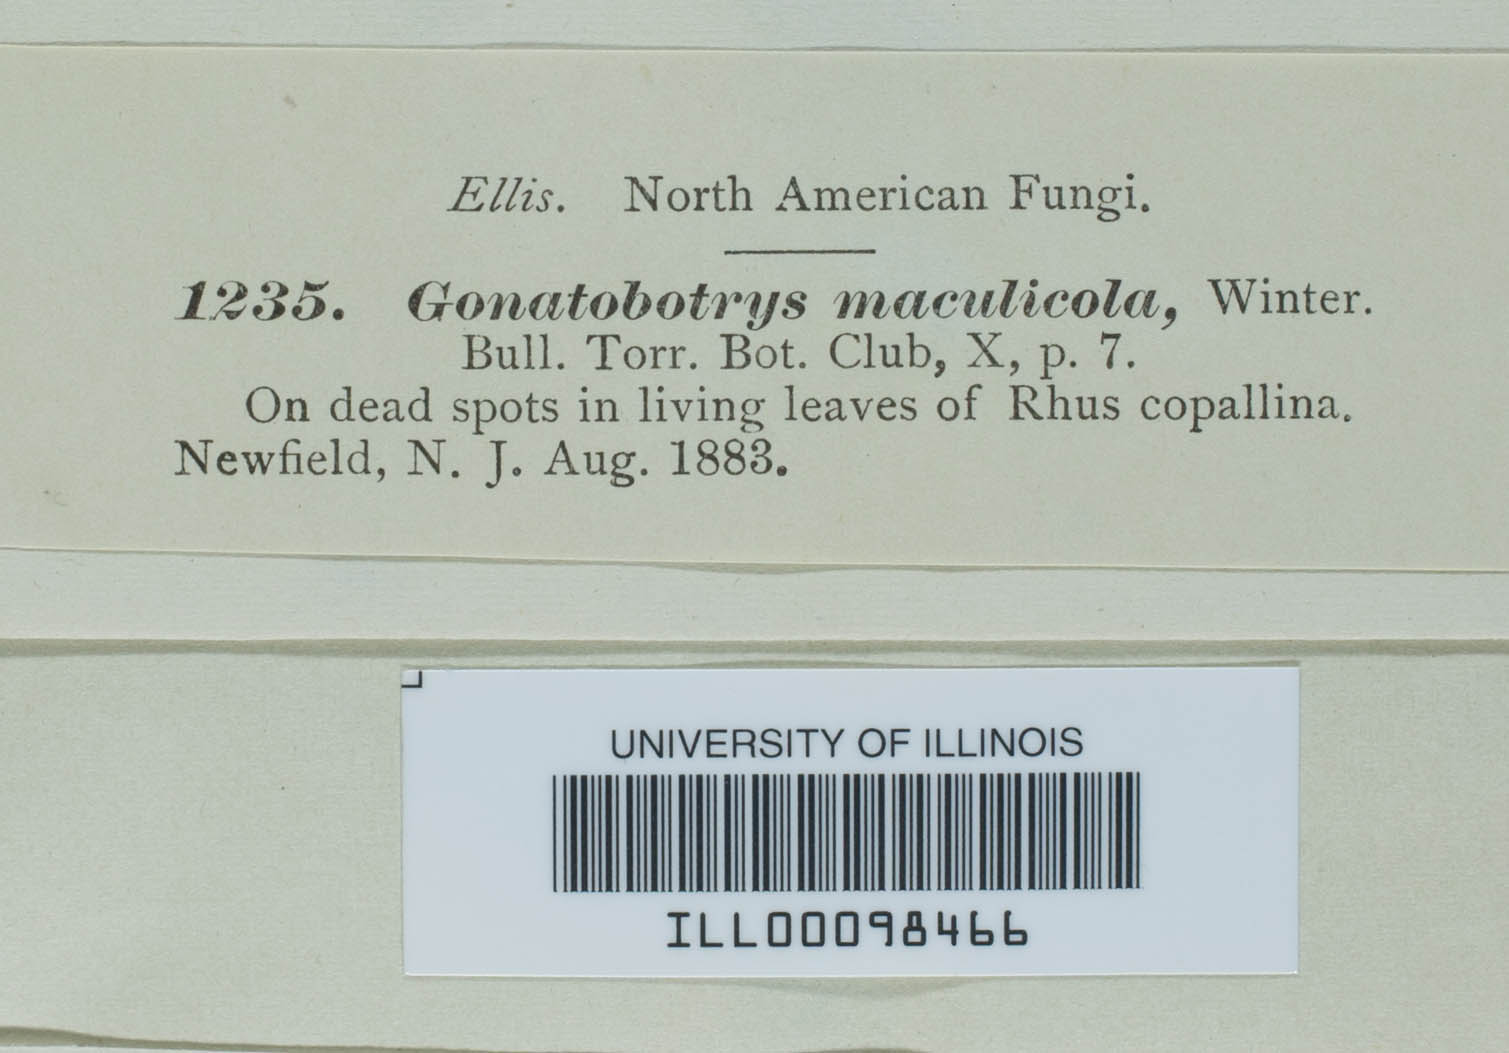 Ellis. North American Fungi.
1235. Gonatobotrys maculicola, Winter.
Bull. Torr. Bot. Club, X, p. 7.
On dead spots in living leaves of Rhus copallina.
Newfield, N. J. Aug. 1883.
UNIVERSITY OF ILLINOIS
ILL00098466